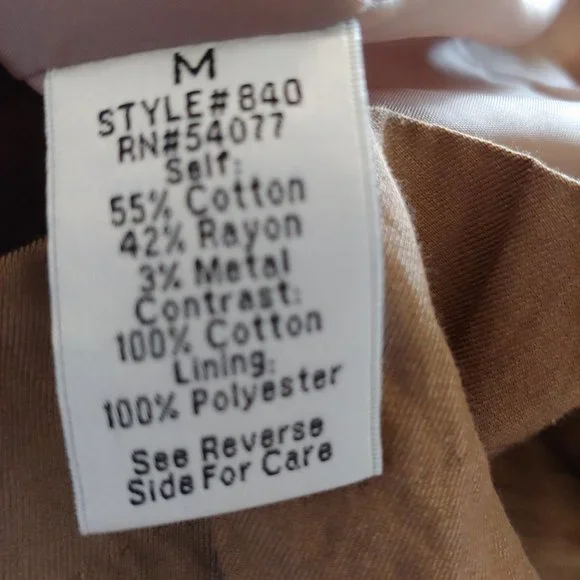 M
STYLE#840
RN#54077
Self:
55% Cotton
42% Rayon
3% Metal
Contrast:
100% Cotton
Lining:
100% Polyester
See Reverse
Side For Care